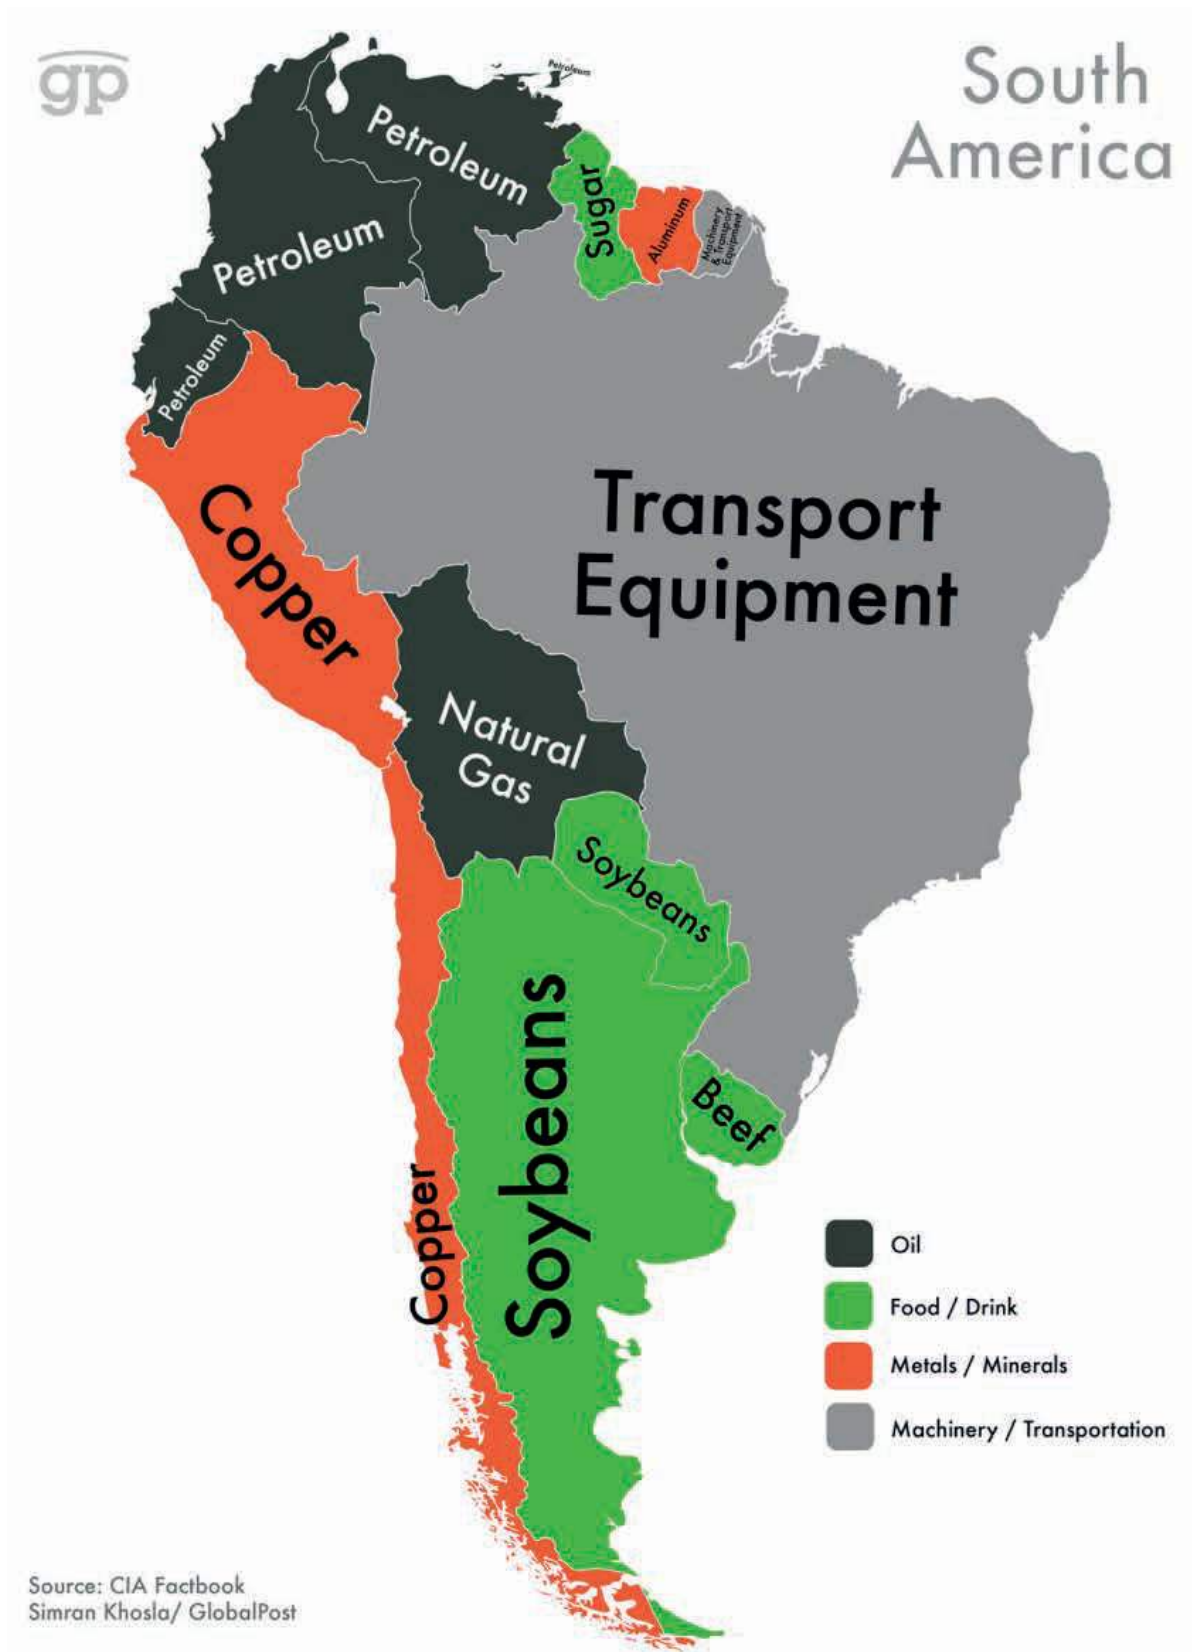 gp
South
America
Petroleum
Petroleum
Sugar
Aluminum
Machinery
& Transport
Equipment
Petroleum
Petroleum
Transport
Equipment
Copper
Natural
Gas
Soybeans
Soybeans
Beef
Copper
Oil
Food / Drink
Metals / Minerals
Machinery / Transportation
Source: CIA Factbook
Simran Khosla/ GlobalPost